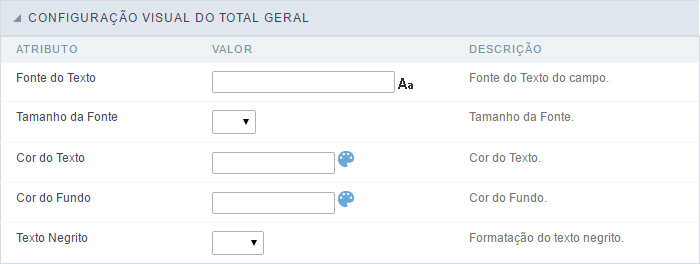 CONFIGURAÇÃO VISUAL DO TOTAL GERAL
ATRIBUTO VALOR DESCRIÇÃO
Fonte do Texto Aa Fonte do Texto do campo.
Tamanho da Fonte Tamanho da Fonte.
Cor do Texto Cor do Texto.
Cor do Fundo Cor do Fundo.
Texto Negrito Formatação do texto negrito.